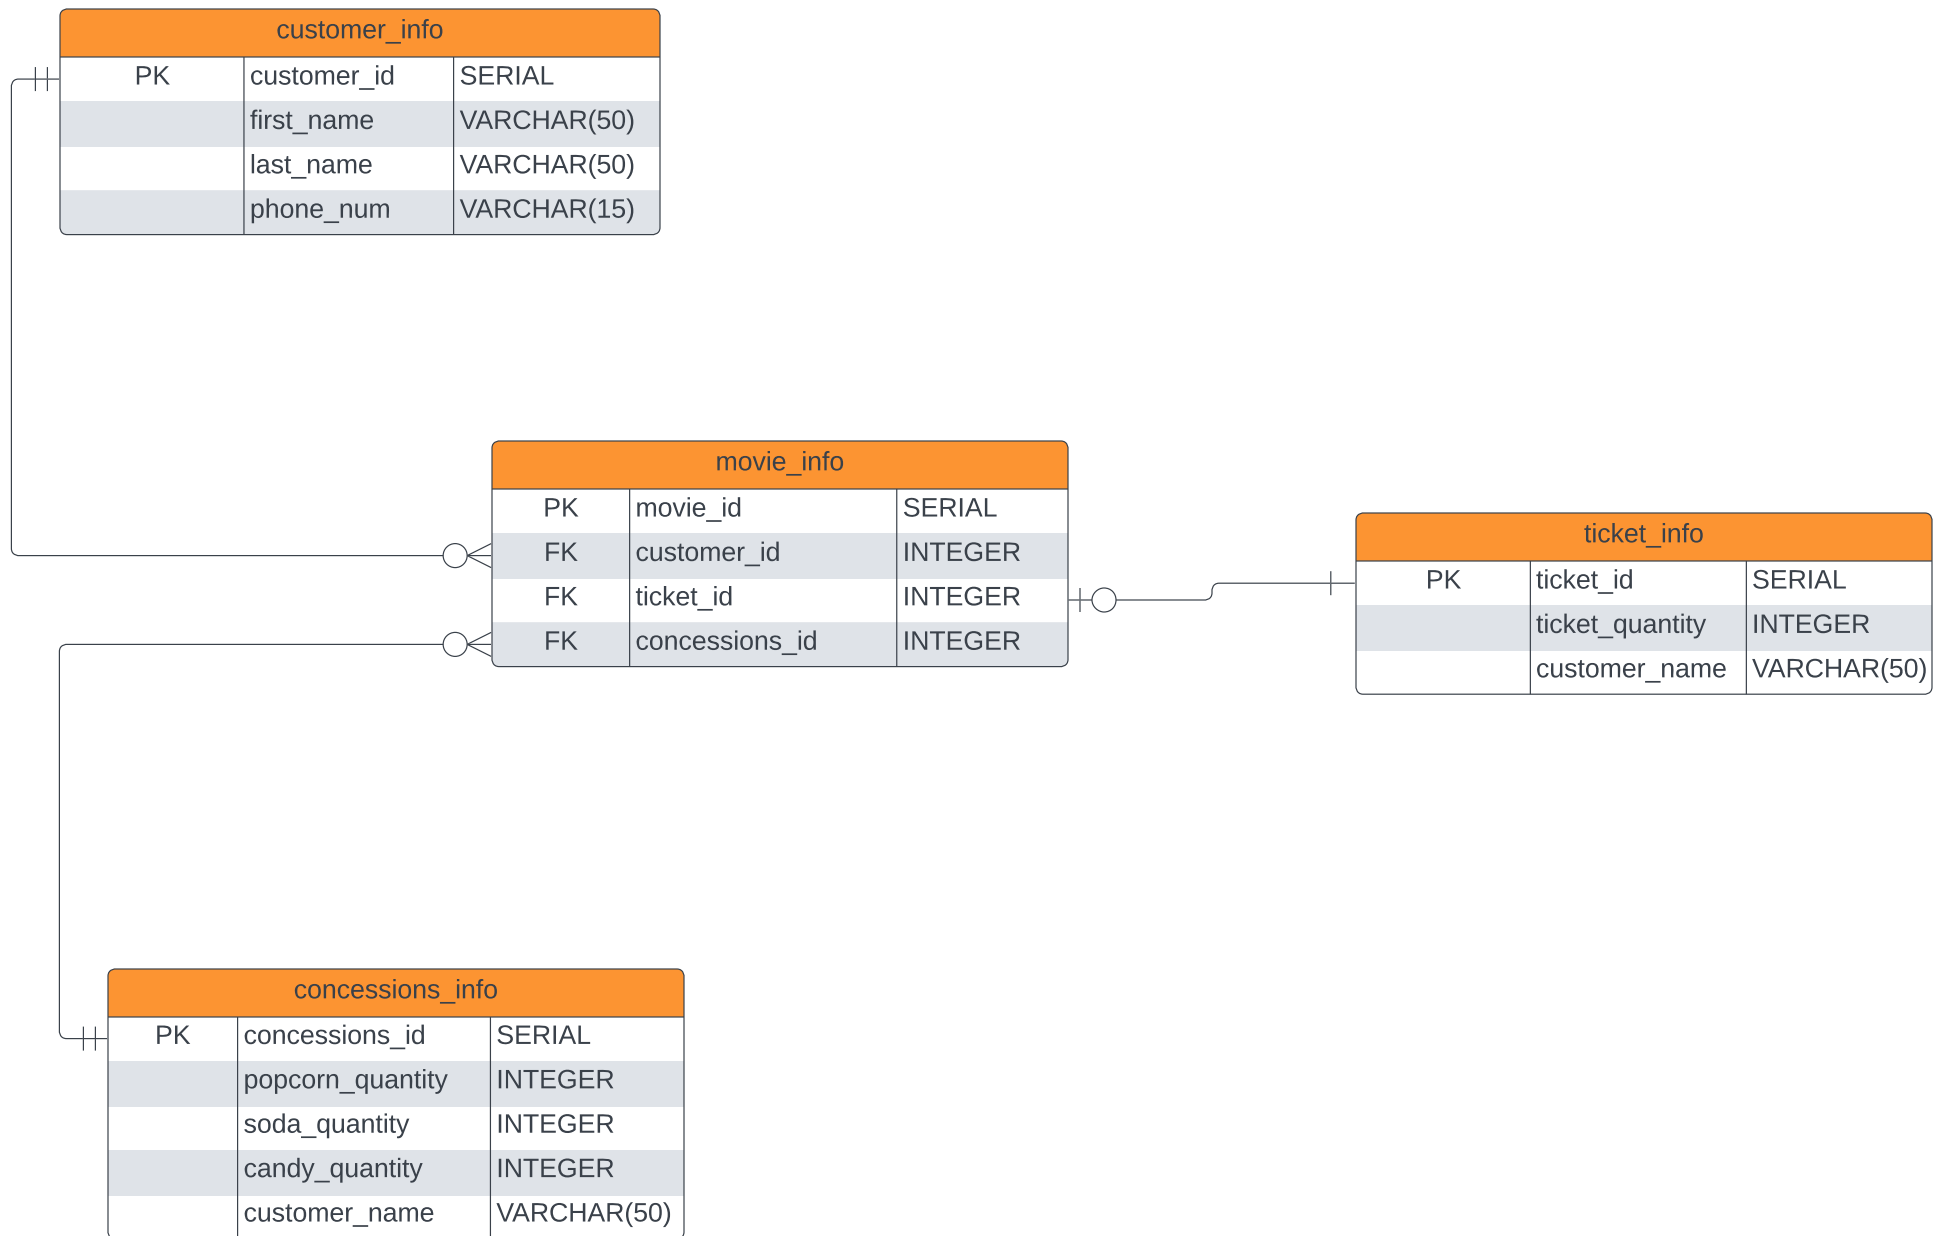 customer_info
PK customer_id SERIAL
first_name VARCHAR(50)
last_name VARCHAR(50)
phone_num VARCHAR(15)
movie_info
PK movie_id SERIAL
FK customer_id INTEGER
FK ticket_id INTEGER
FK concessions_id INTEGER
ticket_info
PK ticket_id SERIAL
ticket_quantity INTEGER
customer_name VARCHAR(50)
concessions_info
PK concessions_id SERIAL
popcorn_quantity INTEGER
soda_quantity INTEGER
candy_quantity INTEGER
customer_name VARCHAR(50)